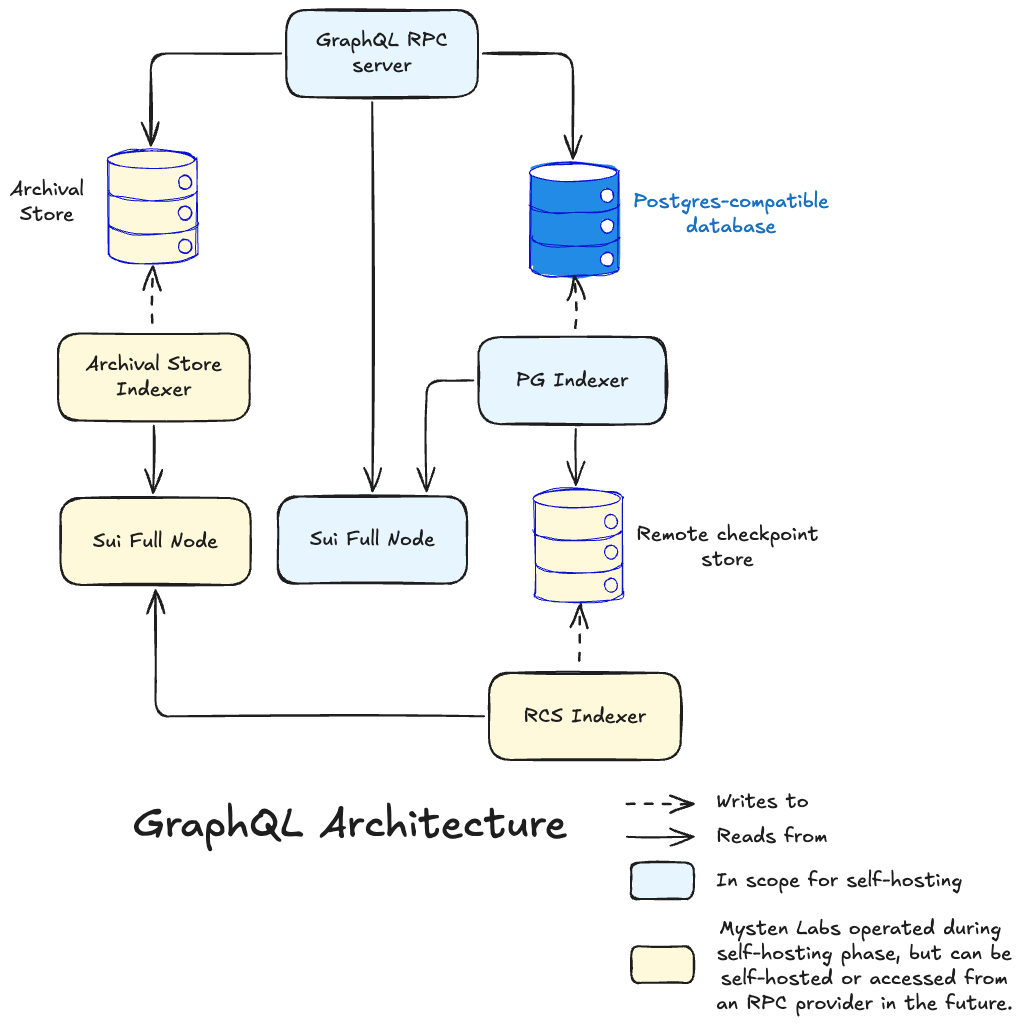 GraphQL RPC
server
Archival
Store
Postgres-compatible
database
Archival Store
Indexer
PG Indexer
Sui Full Node
Sui Full Node
Remote checkpoint
store
RCS Indexer
GraphQL Architecture
Writes to
Reads from
In scope for self-hosting
Mysten Labs operated during
self-hosting phase, but can be
self-hosted or accessed from
an RPC provider in the future.